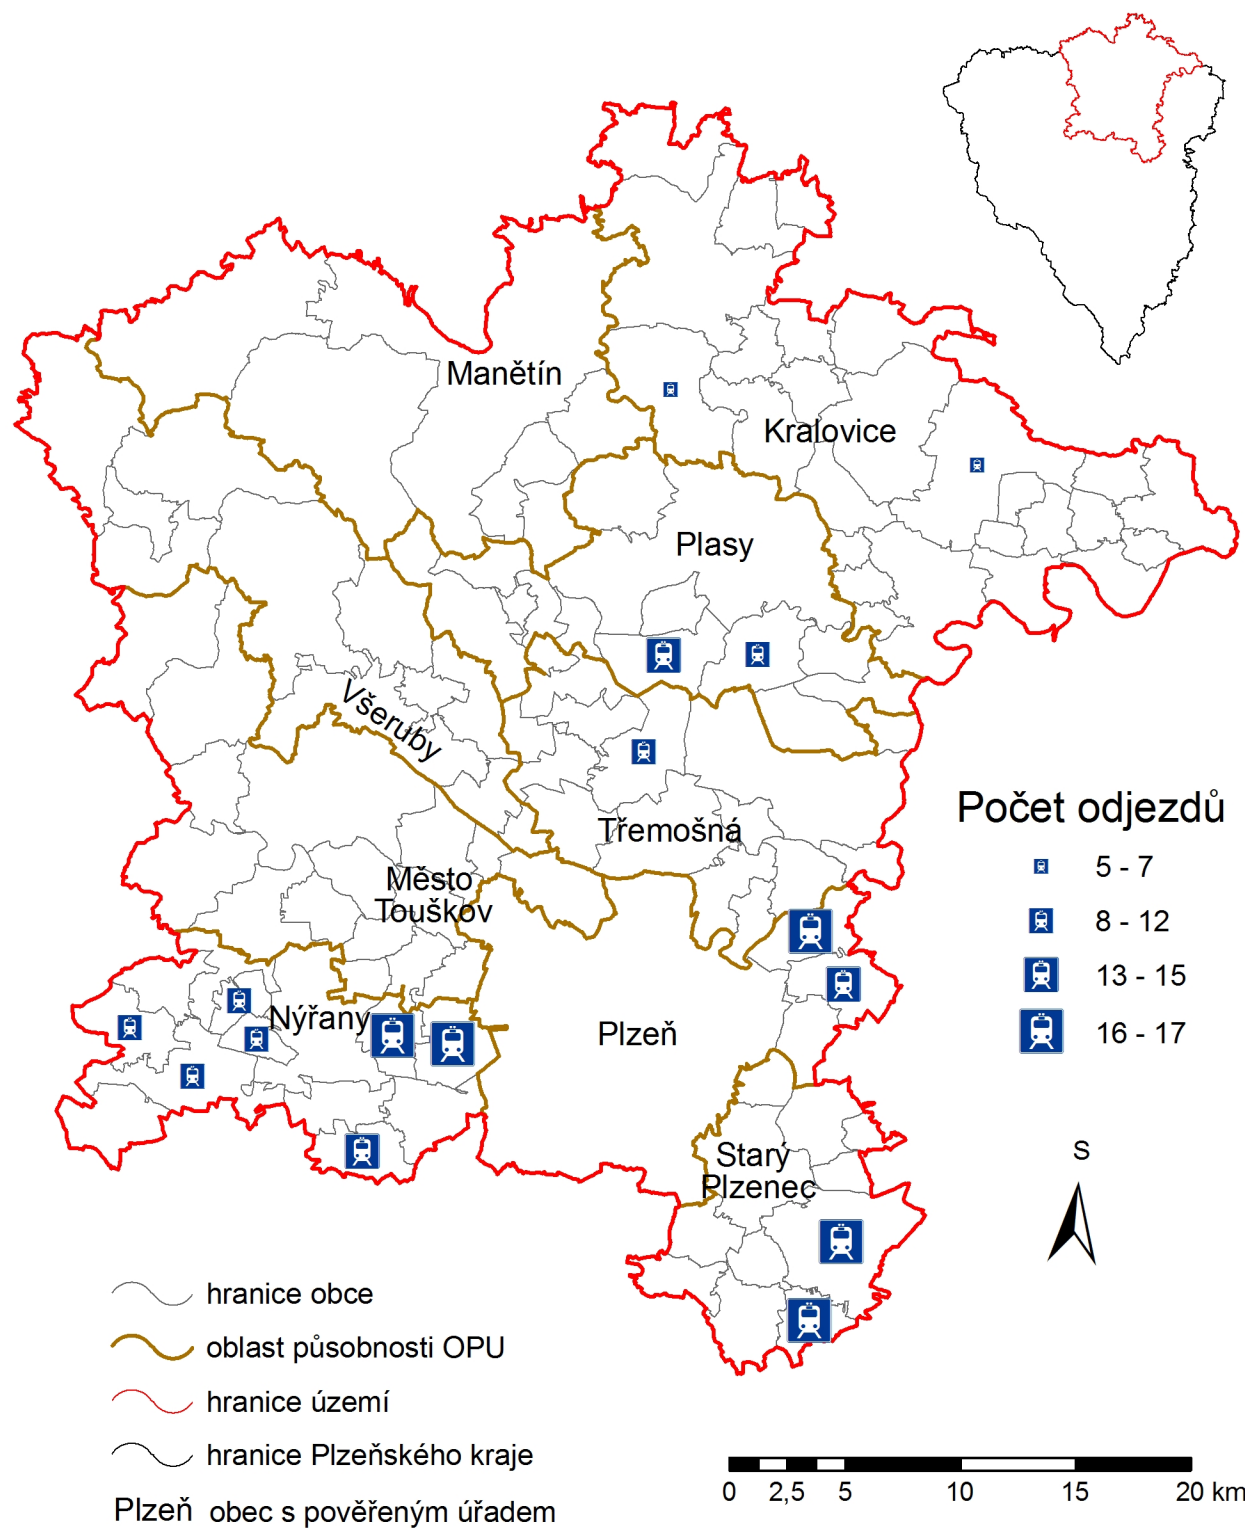 Manětín
Kralovice
Plasy
Všeruby
Třemošná
Město
Touškov
Nýřany
Plzeň
Starý
Plzenec
Počet odjezdů
5 - 7
8 - 12
13 - 15
16 - 17
S
hranice obce
oblast působnosti OPU
hranice území
hranice Plzeňského kraje
Plzeň obec s pověřeným úřadem
0 2,5 5 10 15 20 km